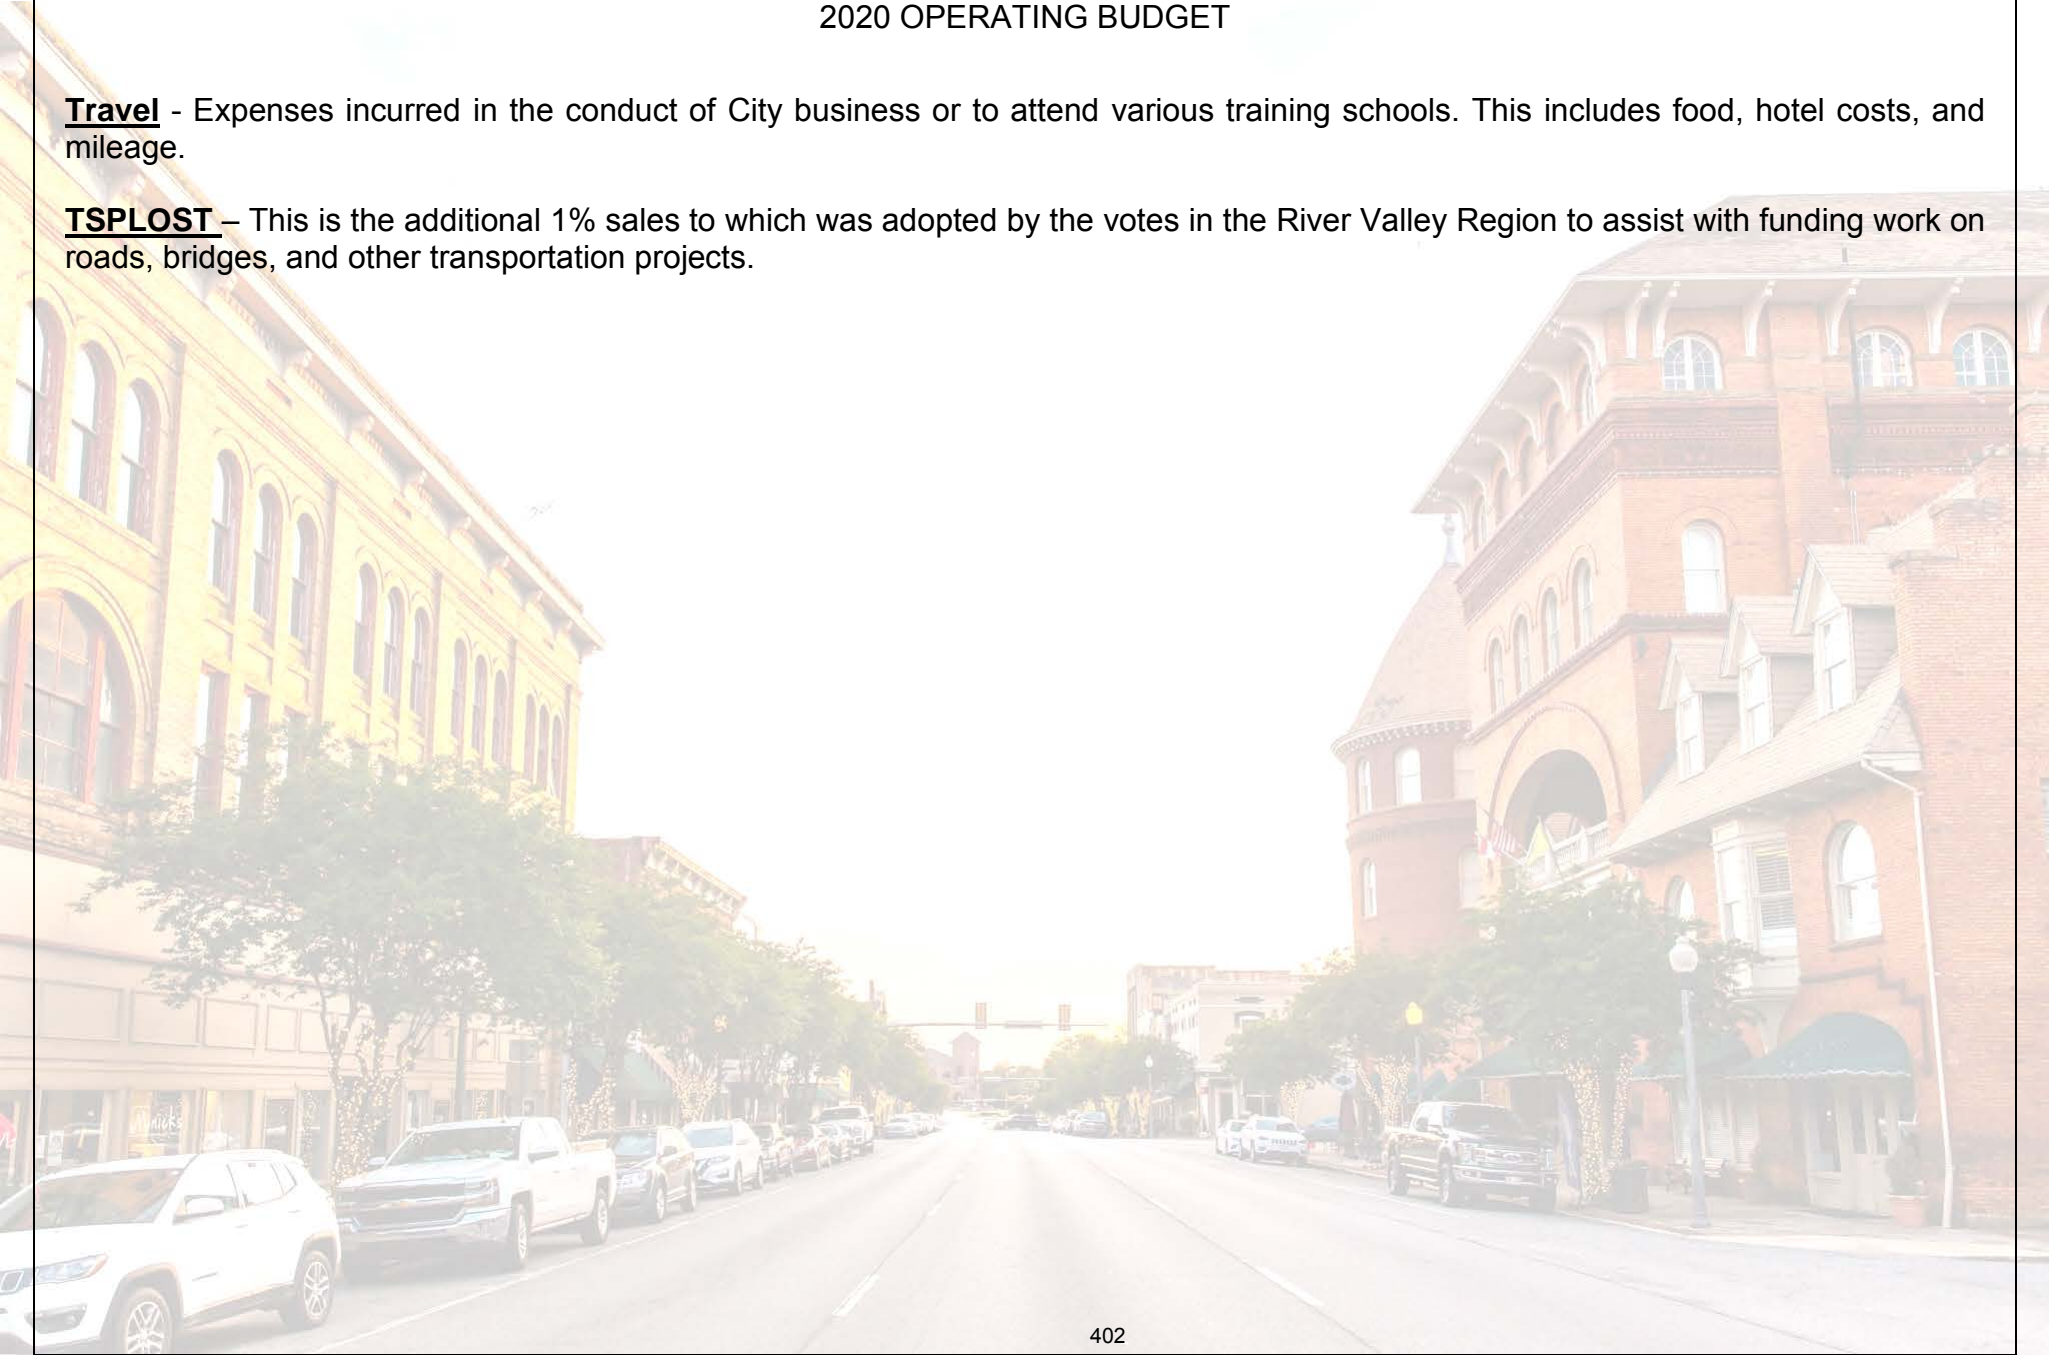 2020 OPERATING BUDGET
Travel - Expenses incurred in the conduct of City business or to attend various training schools. This includes food, hotel costs, and
mileage.
TSPLOST – This is the additional 1% sales to which was adopted by the votes in the River Valley Region to assist with funding work on
roads, bridges, and other transportation projects.
402